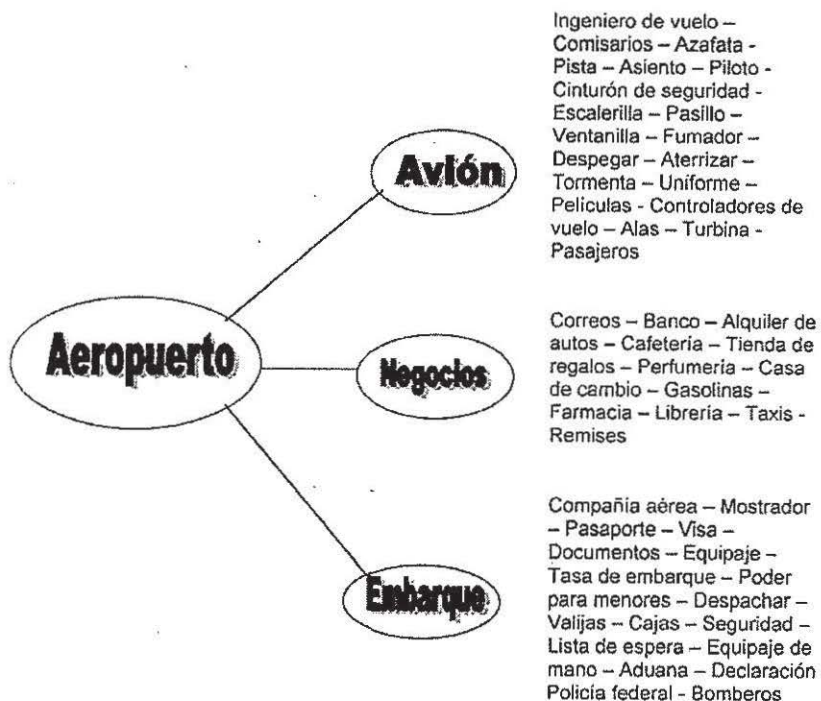 Ingeniero de vuelo –
Comisarios – Azafata -
Pista – Asiento – Piloto -
Cinturón de seguridad -
Escalerilla – Pasillo –
Ventanilla – Fumador –
Despegar – Aterrizar –
Tormenta – Uniforme –
Películas - Controladores de
vuelo – Alas – Turbina -
Pasajeros
Avión
Aeropuerto
Negocios
Correos – Banco – Alquiler de
autos – Cafetería – Tienda de
regalos – Perfumería – Casa
de cambio – Gasolinas –
Farmacia – Librería – Taxis -
Remises
Embarque
Compañía aérea – Mostrador
– Pasaporte – Visa –
Documentos – Equipaje –
Tasa de embarque – Poder
para menores – Despachar –
Valijas – Cajas – Seguridad –
Lista de espera – Equipaje de
mano – Aduana – Declaración
Policía federal - Bomberos